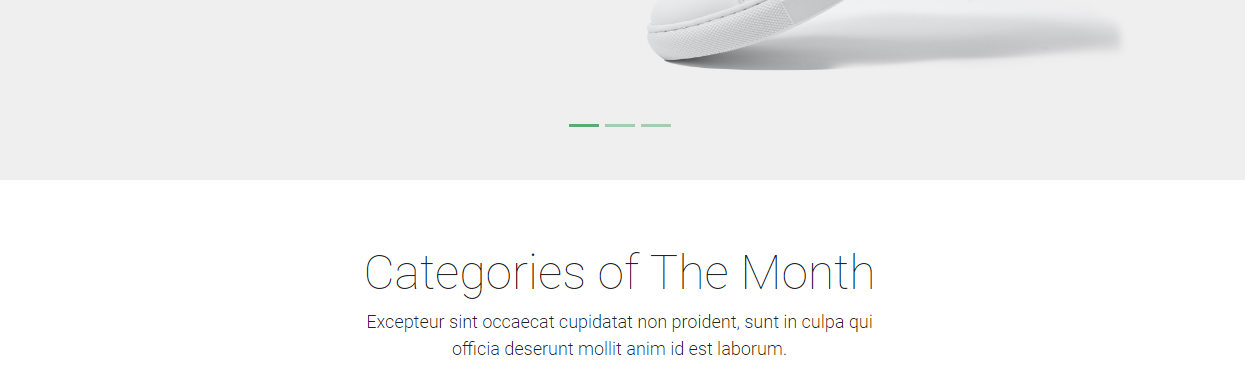 Categories of The Month
Excepteur sint occaecat cupidatat non proident, sunt in culpa qui
officia deserunt mollit anim id est laborum.